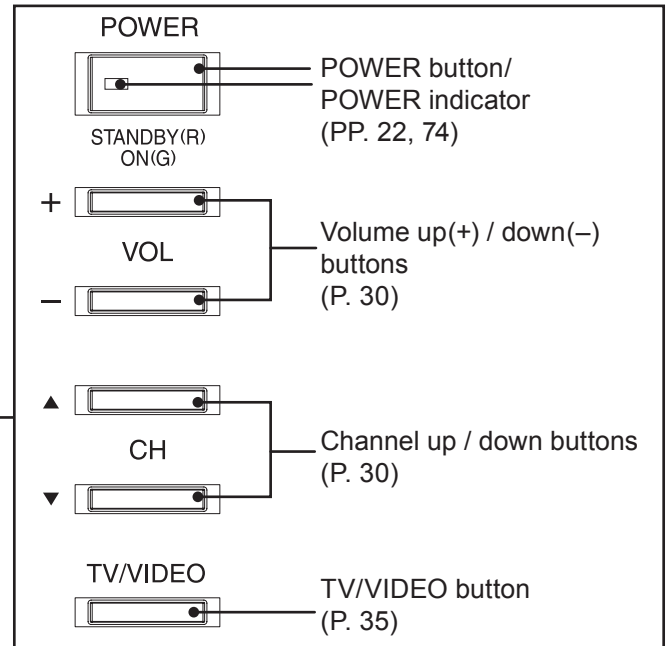 POWER
POWER button/
POWER indicator
(PP. 22, 74)
STANDBY(R)
ON(G)
+
VOL
–
Volume up(+) / down(–)
buttons
(P. 30)
▲
CH
▼
Channel up / down buttons
(P. 30)
TV/VIDEO
TV/VIDEO button
(P. 35)